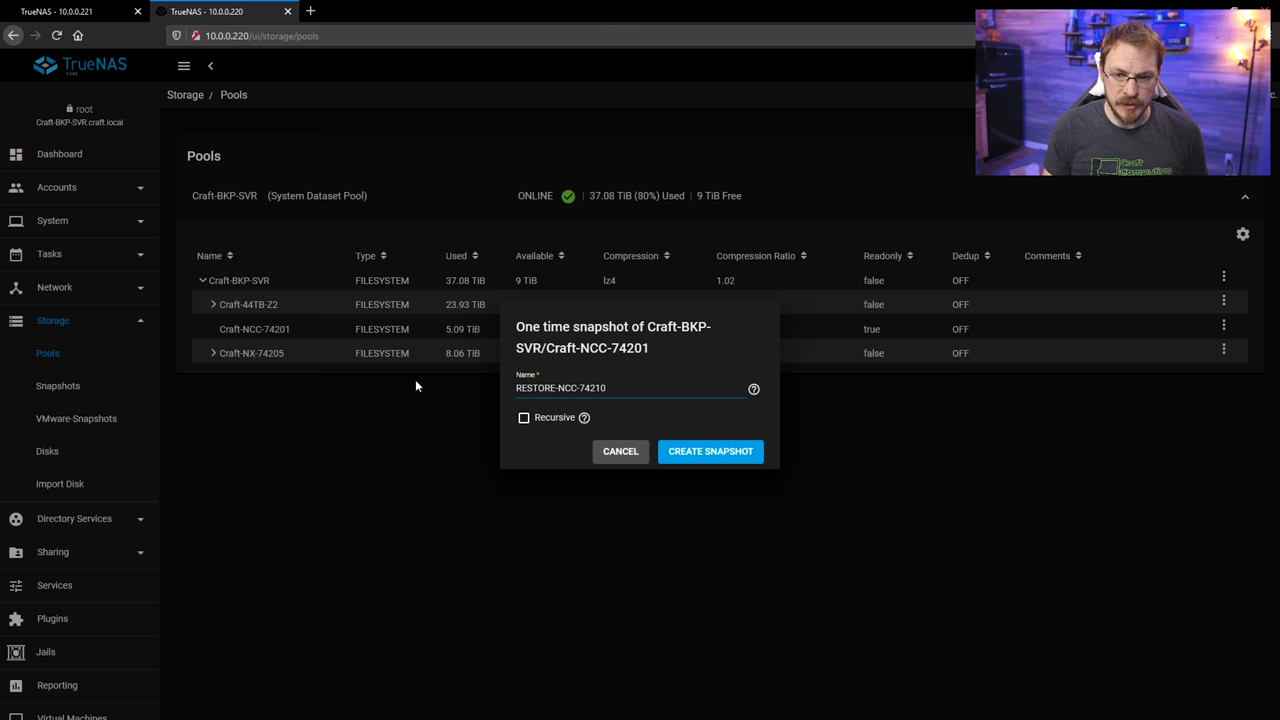 TrueNAS - 10.0.0.221
TrueNAS - 10.0.0.220
10.0.0.220/ui/storage/pools
TrueNAS
CORE
root
Craft-BKP-SVR.craft.local
Dashboard
Accounts
System
Tasks
Network
Storage
Pools
Snapshots
VMware-Snapshots
Disks
Import Disk
Directory Services
Sharing
Services
Plugins
Jails
Reporting
Virtual Machines
Storage / Pools
Pools
Craft-BKP-SVR (System Dataset Pool) ONLINE | 37.08 TiB (80%) Used | 9 TiB Free
Name Type Used Available Compression Compression Ratio Readonly Dedup Comments
Craft-BKP-SVR FILESYSTEM 37.08 TiB 9 TiB lz4 1.02 false OFF
Craft-44TB-Z2 FILESYSTEM 23.93 TiB false OFF
Craft-NCC-74201 FILESYSTEM 5.09 TiB true OFF
Craft-NX-74205 FILESYSTEM 8.06 TiB false OFF
One time snapshot of Craft-BKP-
SVR/Craft-NCC-74201
Name *
RESTORE-NCC-74210
Recursive
CANCEL CREATE SNAPSHOT
Craft
Computing